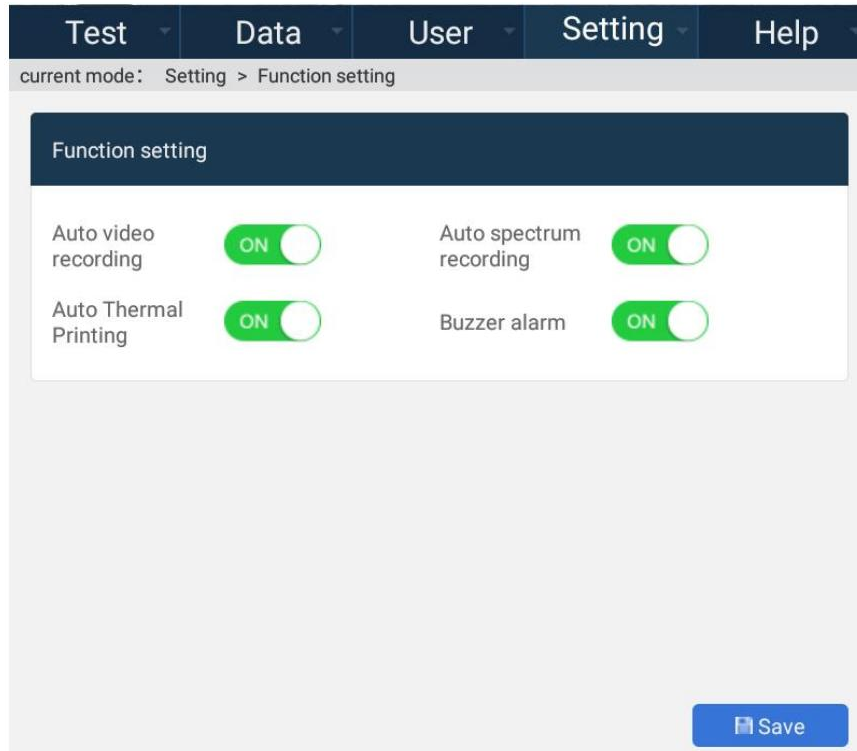 Test Data User Setting Help
current mode: Setting > Function setting
Function setting
Auto video
recording
ON
Auto spectrum
recording
ON
Auto Thermal
Printing
ON
Buzzer alarm
ON
Save